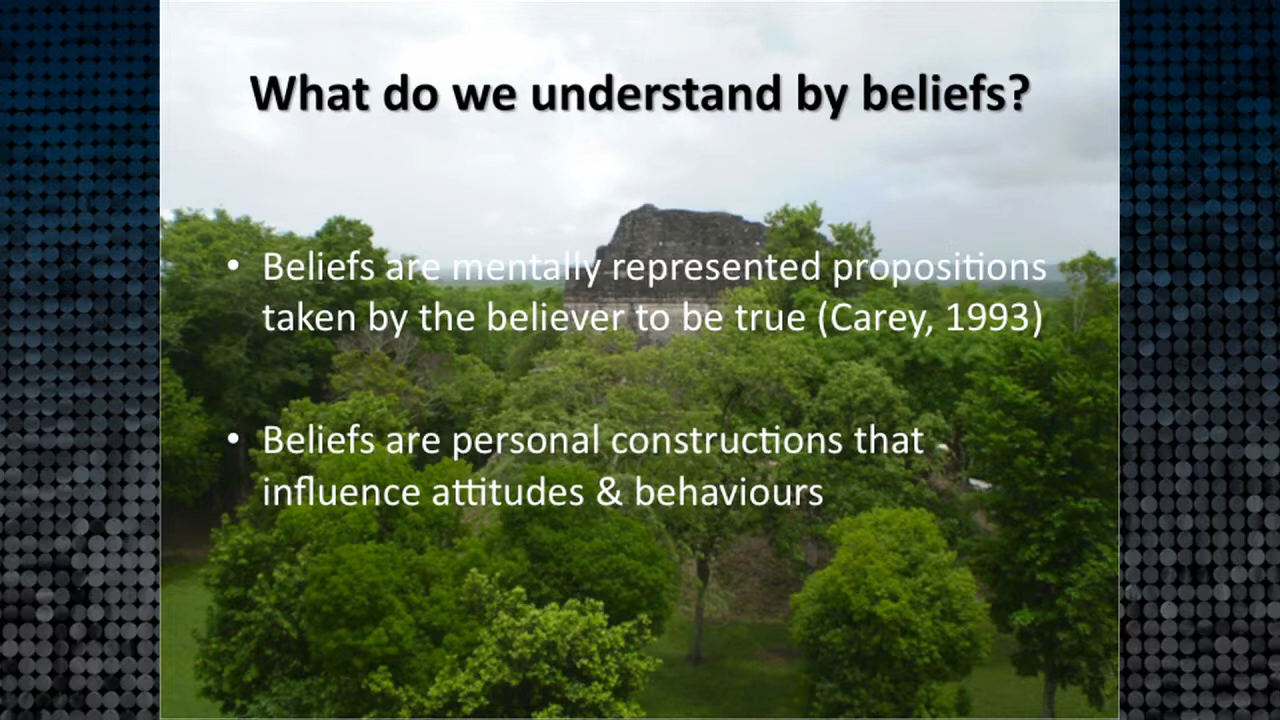 What do we understand by beliefs?
• Beliefs are mentally represented propositions
taken by the believer to be true (Carey, 1993)
• Beliefs are personal constructions that
influence attitudes & behaviours